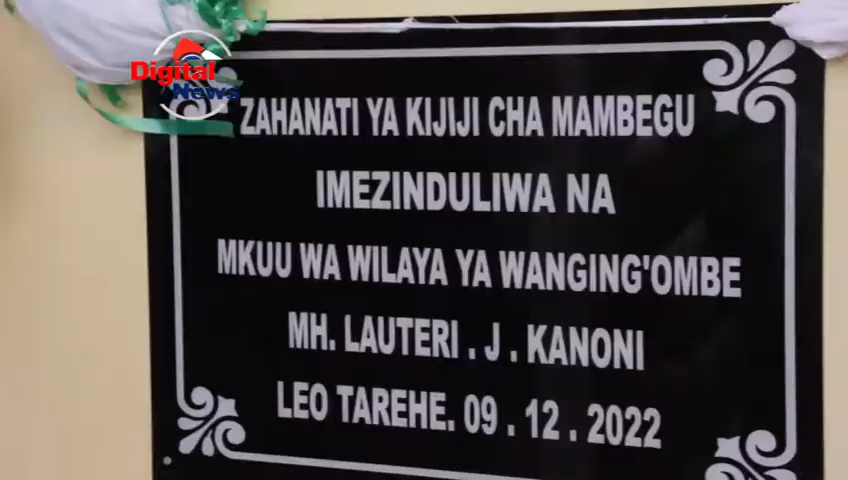 Digital
News
ZAHANATI YA KIJIJI CHA MAMBEGU
IMEZINDULIWA NA
MKUU WA WILAYA YA WANGING'OMBE
MH. LAUTERI . J . KANONI
LEO TAREHE. 09 . 12 . 2022